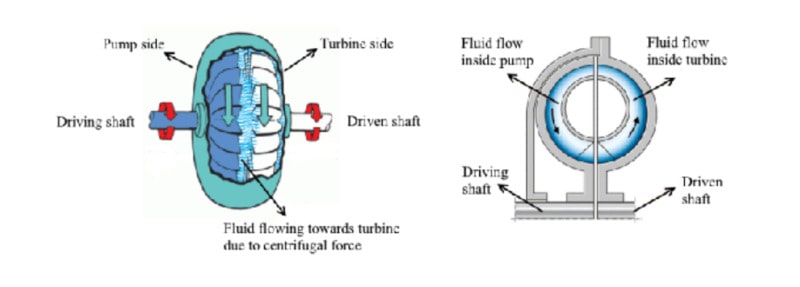 Pump side
Turbine side
Driving shaft
Driven shaft
Fluid flowing towards turbine
due to centrifugal force
Fluid flow
inside pump
Fluid flow
inside turbine
Driving
shaft
Driven
shaft